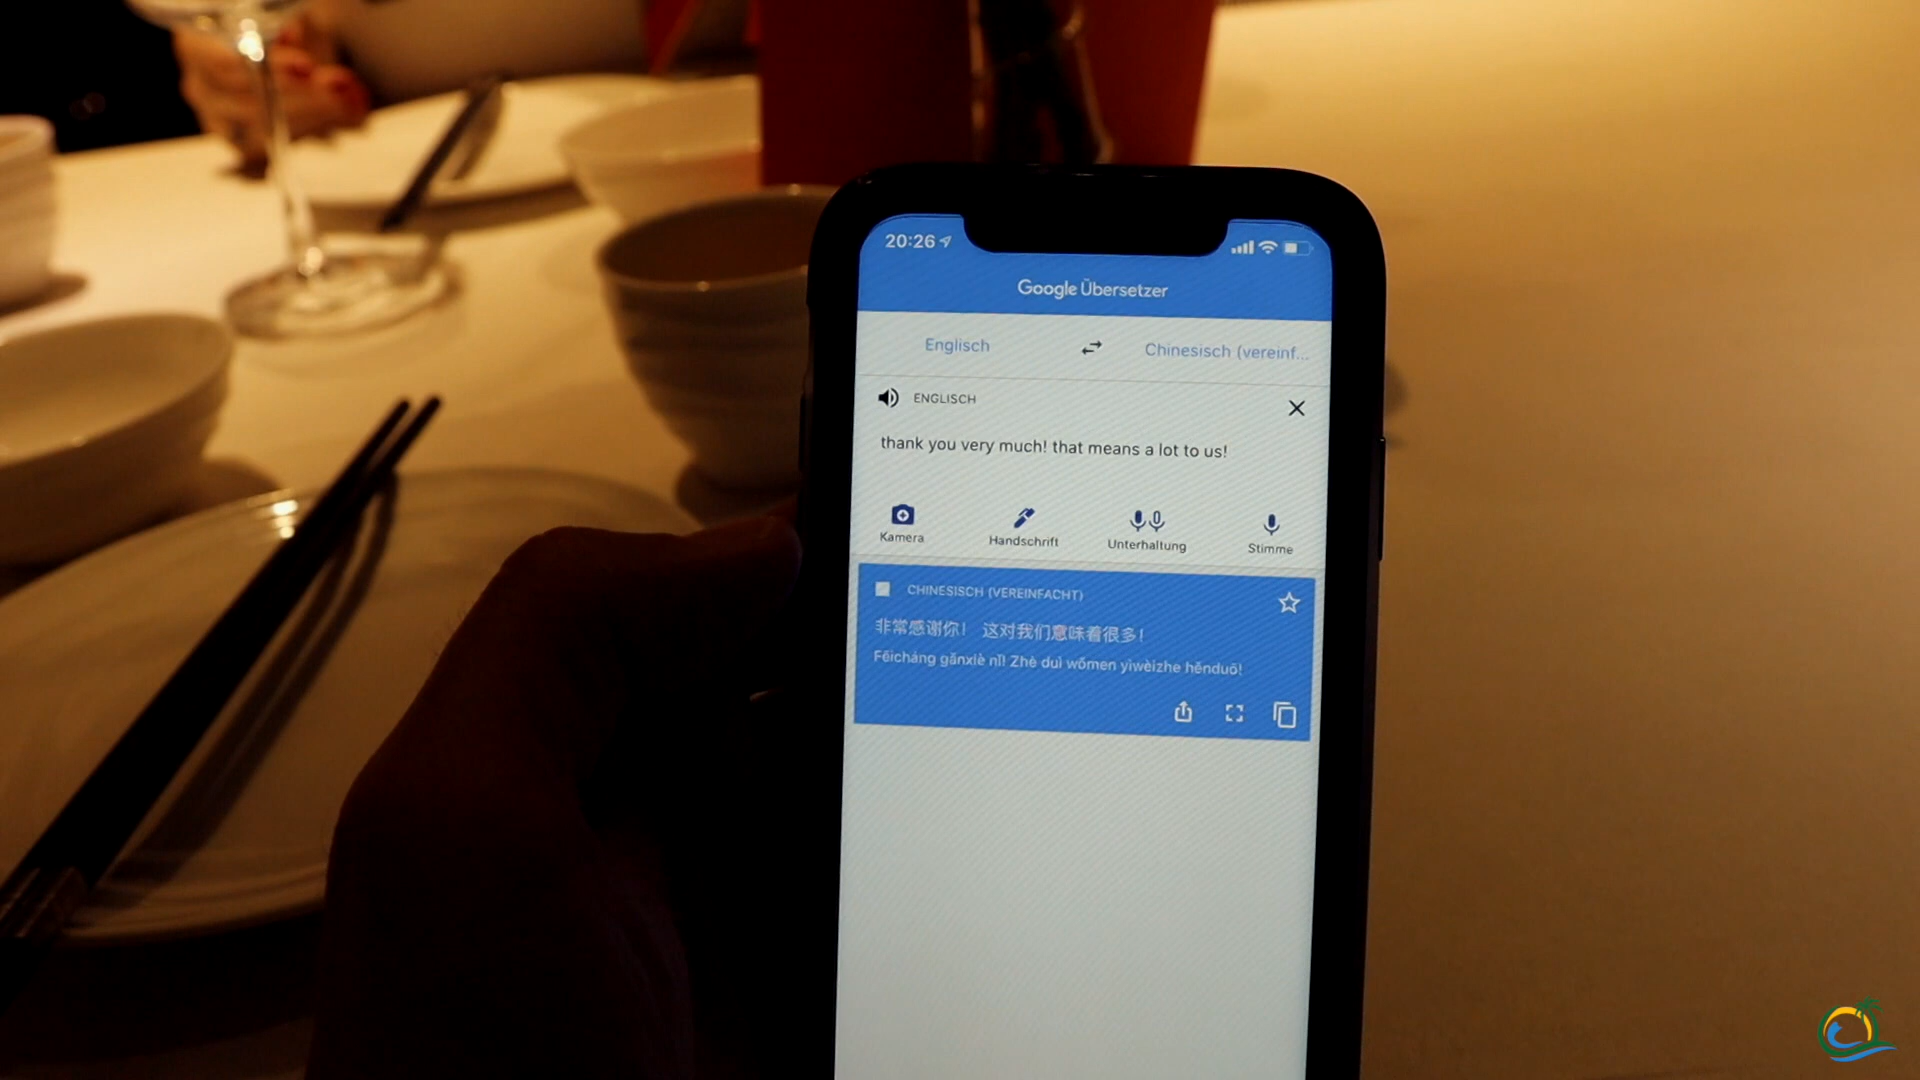 20:26
Google Übersetzer
Englisch
Chinesisch (vereinf...
ENGLISCH
thank you very much! that means a lot to us!
Kamera
Handschrift
Unterhaltung
Stimme
CHINESISCH (VEREINFACHT)
非常感谢你！ 这对我们意味着很多！
Fēicháng gǎnxiè nǐ! Zhè duì wǒmen yìwèizhe hěnduō!